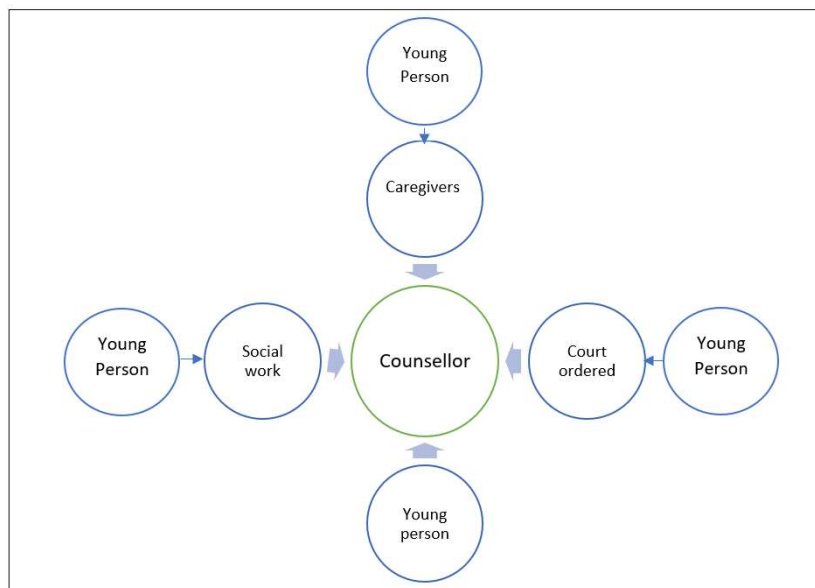 Young
Person
Caregivers
Young
Person
Social
work
Counsellor
Court
ordered
Young
Person
Young
person